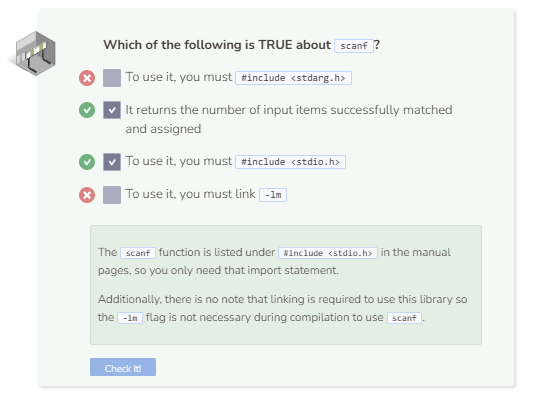 Which of the following is TRUE about scanf?
To use it, you must #include <stdarg.h>
It returns the number of input items successfully matched
and assigned
To use it, you must #include <stdio.h>
To use it, you must link -lm
The scanf function is listed under #include <stdio.h> in the manual
pages, so you only need that import statement.
Additionally, there is no note that linking is required to use this library so
the -lm flag is not necessary during compilation to use scanf.
Check It!